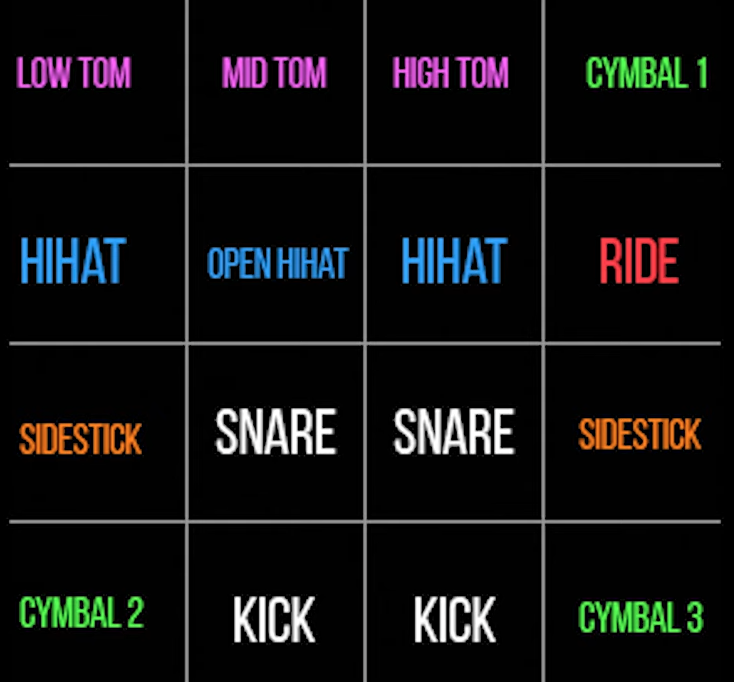 LOW TOM MID TOM HIGH TOM CYMBAL 1
HIHAT OPEN HIHAT HIHAT RIDE
SIDESTICK SNARE SNARE SIDESTICK
CYMBAL 2 KICK KICK CYMBAL 3